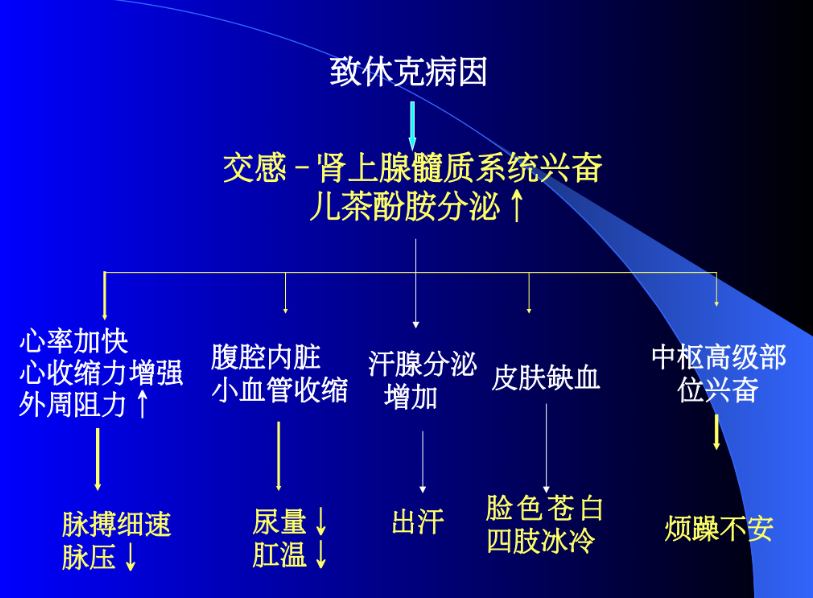 致休克病因
交感－肾上腺髓质系统兴奋
儿茶酚胺分泌↑
心率加快
心收缩力增强
外周阻力↑
腹腔内脏
小血管收缩
汗腺分泌
增加
皮肤缺血
中枢高级部
位兴奋
脉搏细速
脉压↓
尿量↓
肛温↓
出汗
脸色苍白
四肢冰冷
烦躁不安